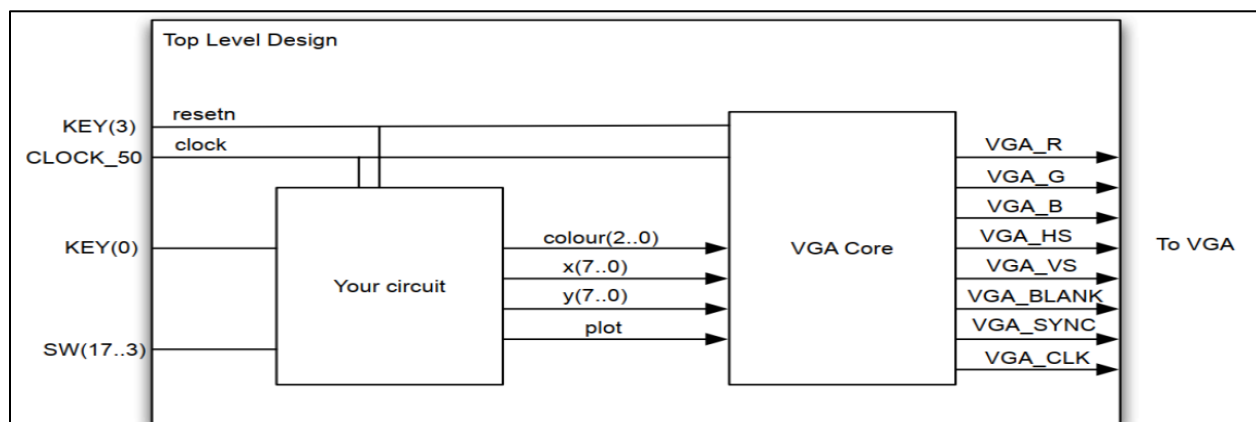 Top Level Design
KEY(3)
resetn
CLOCK_50
clock
KEY(0)
SW(17..3)
Your circuit
colour(2..0)
x(7..0)
y(7..0)
plot
VGA Core
VGA_R
VGA_G
VGA_B
VGA_HS
VGA_VS
VGA_BLANK
VGA_SYNC
VGA_CLK
To VGA